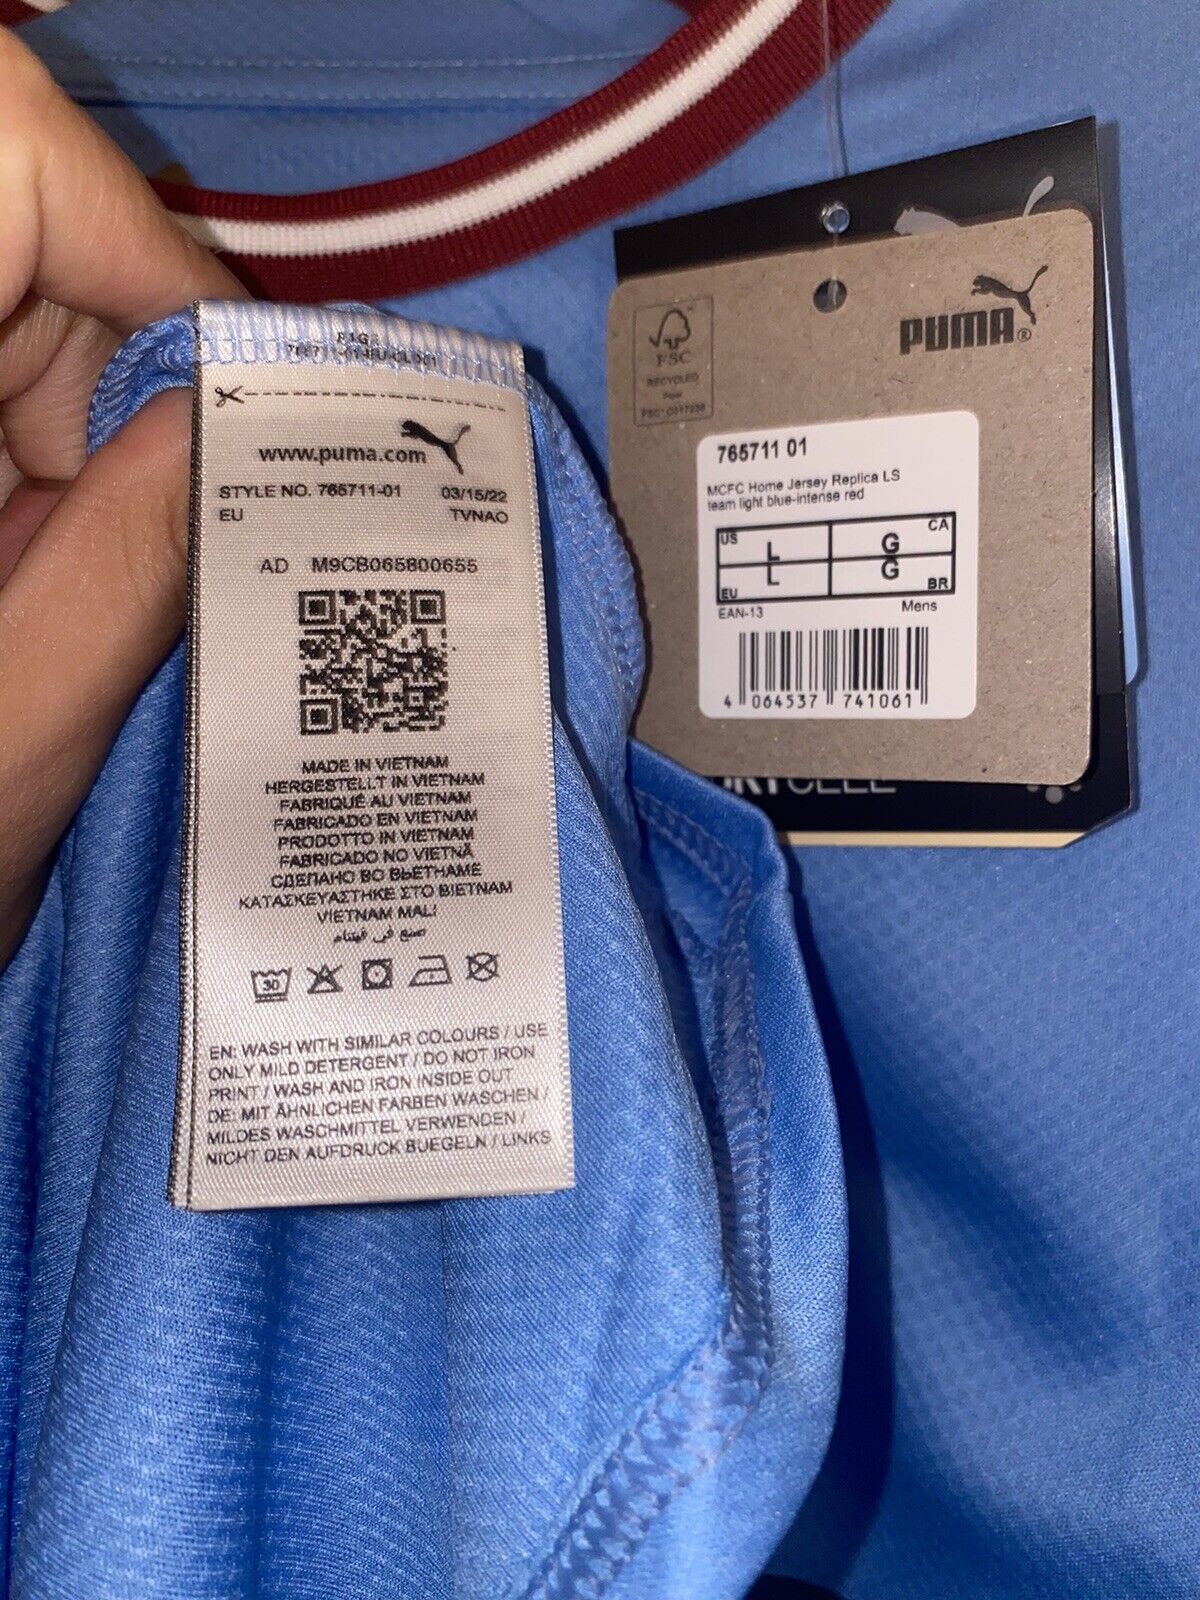 www.puma.com
STYLE NO. 765711-01 03/15/22
EU TVNAO
AD M9CB065800655
MADE IN VIETNAM
HERGESTELLT IN VIETNAM
FABRIQUÉ AU VIETNAM
FABRICADO EN VIETNAM
PRODOTTO IN VIETNAM
FABRICADO NO VIETNÃ
СДЕЛАНО ВО ВЬЕТНАМЕ
ΚΑΤΑΣΚΕΥΑΣΤΗΚΕ ΣΤΟ ΒΙΕΤΝΑΜ
VIETNAM MALI
صنع في فيتنام
30
EN: WASH WITH SIMILAR COLOURS / USE
ONLY MILD DETERGENT / DO NOT IRON
PRINT / WASH AND IRON INSIDE OUT
DE: MIT ÄHNLICHEN FARBEN WASCHEN /
MILDES WASCHMITTEL VERWENDEN /
NICHT DEN AUFDRUCK BUEGELN / LINKS
PUMA®
FSC
RECYCLED
Paper
765711 01
MCFC Home Jersey Replica LS
team light blue-intense red
US L G CA
EU L G BR
EAN-13 Mens
4 064537 741061